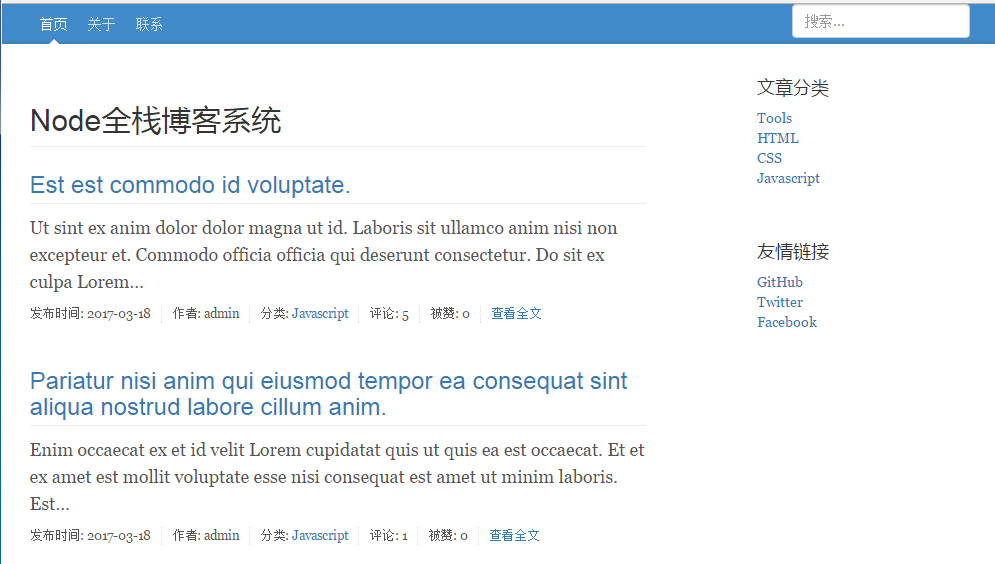 首页 关于 联系 搜索...
Node全栈博客系统
Est est commodo id voluptate.
Ut sint ex anim dolor dolor magna ut id. Laboris sit ullamco anim nisi non
excepteur et. Commodo officia officia qui deserunt consectetur. Do sit ex
culpa Lorem...
发布时间: 2017-03-18 作者: admin 分类: Javascript 评论: 5 被赞: 0 查看全文
Pariatur nisi anim qui eiusmod tempor ea consequat sint
aliqua nostrud labore cillum anim.
Enim occaecat ex et id velit Lorem cupidatat quis ut quis ea est occaecat. Et et
ex amet est mollit voluptate esse nisi consequat est amet ut minim laboris.
Est...
发布时间: 2017-03-18 作者: admin 分类: Javascript 评论: 1 被赞: 0 查看全文
文章分类
Tools
HTML
CSS
Javascript
友情链接
GitHub
Twitter
Facebook